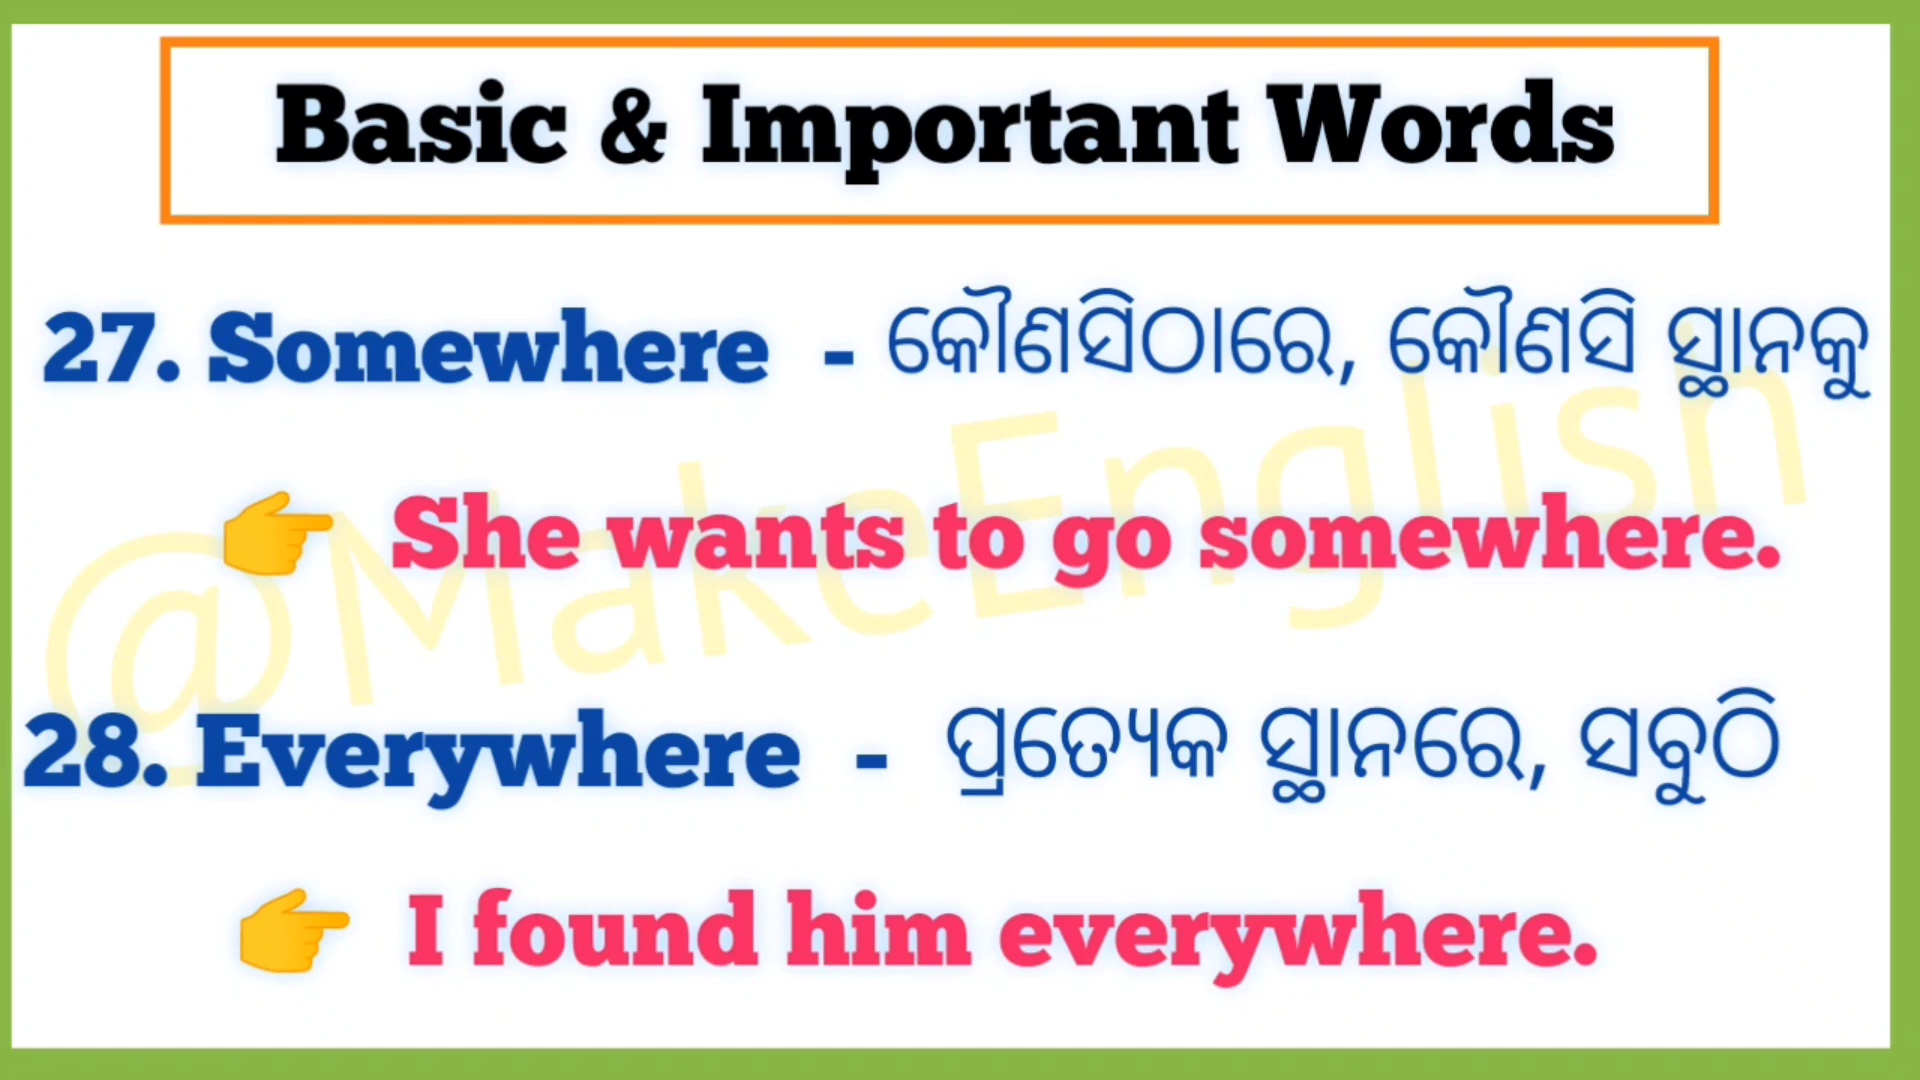 Basic & Important Words
27. Somewhere - କୌଣସିଠାରେ, କୌଣସି ସ୍ଥାନକୁ
👉 She wants to go somewhere.
@MakeEnglish
28. Everywhere - ପ୍ରତ୍ୟେକ ସ୍ଥାନରେ, ସବୁଠି
👉 I found him everywhere.